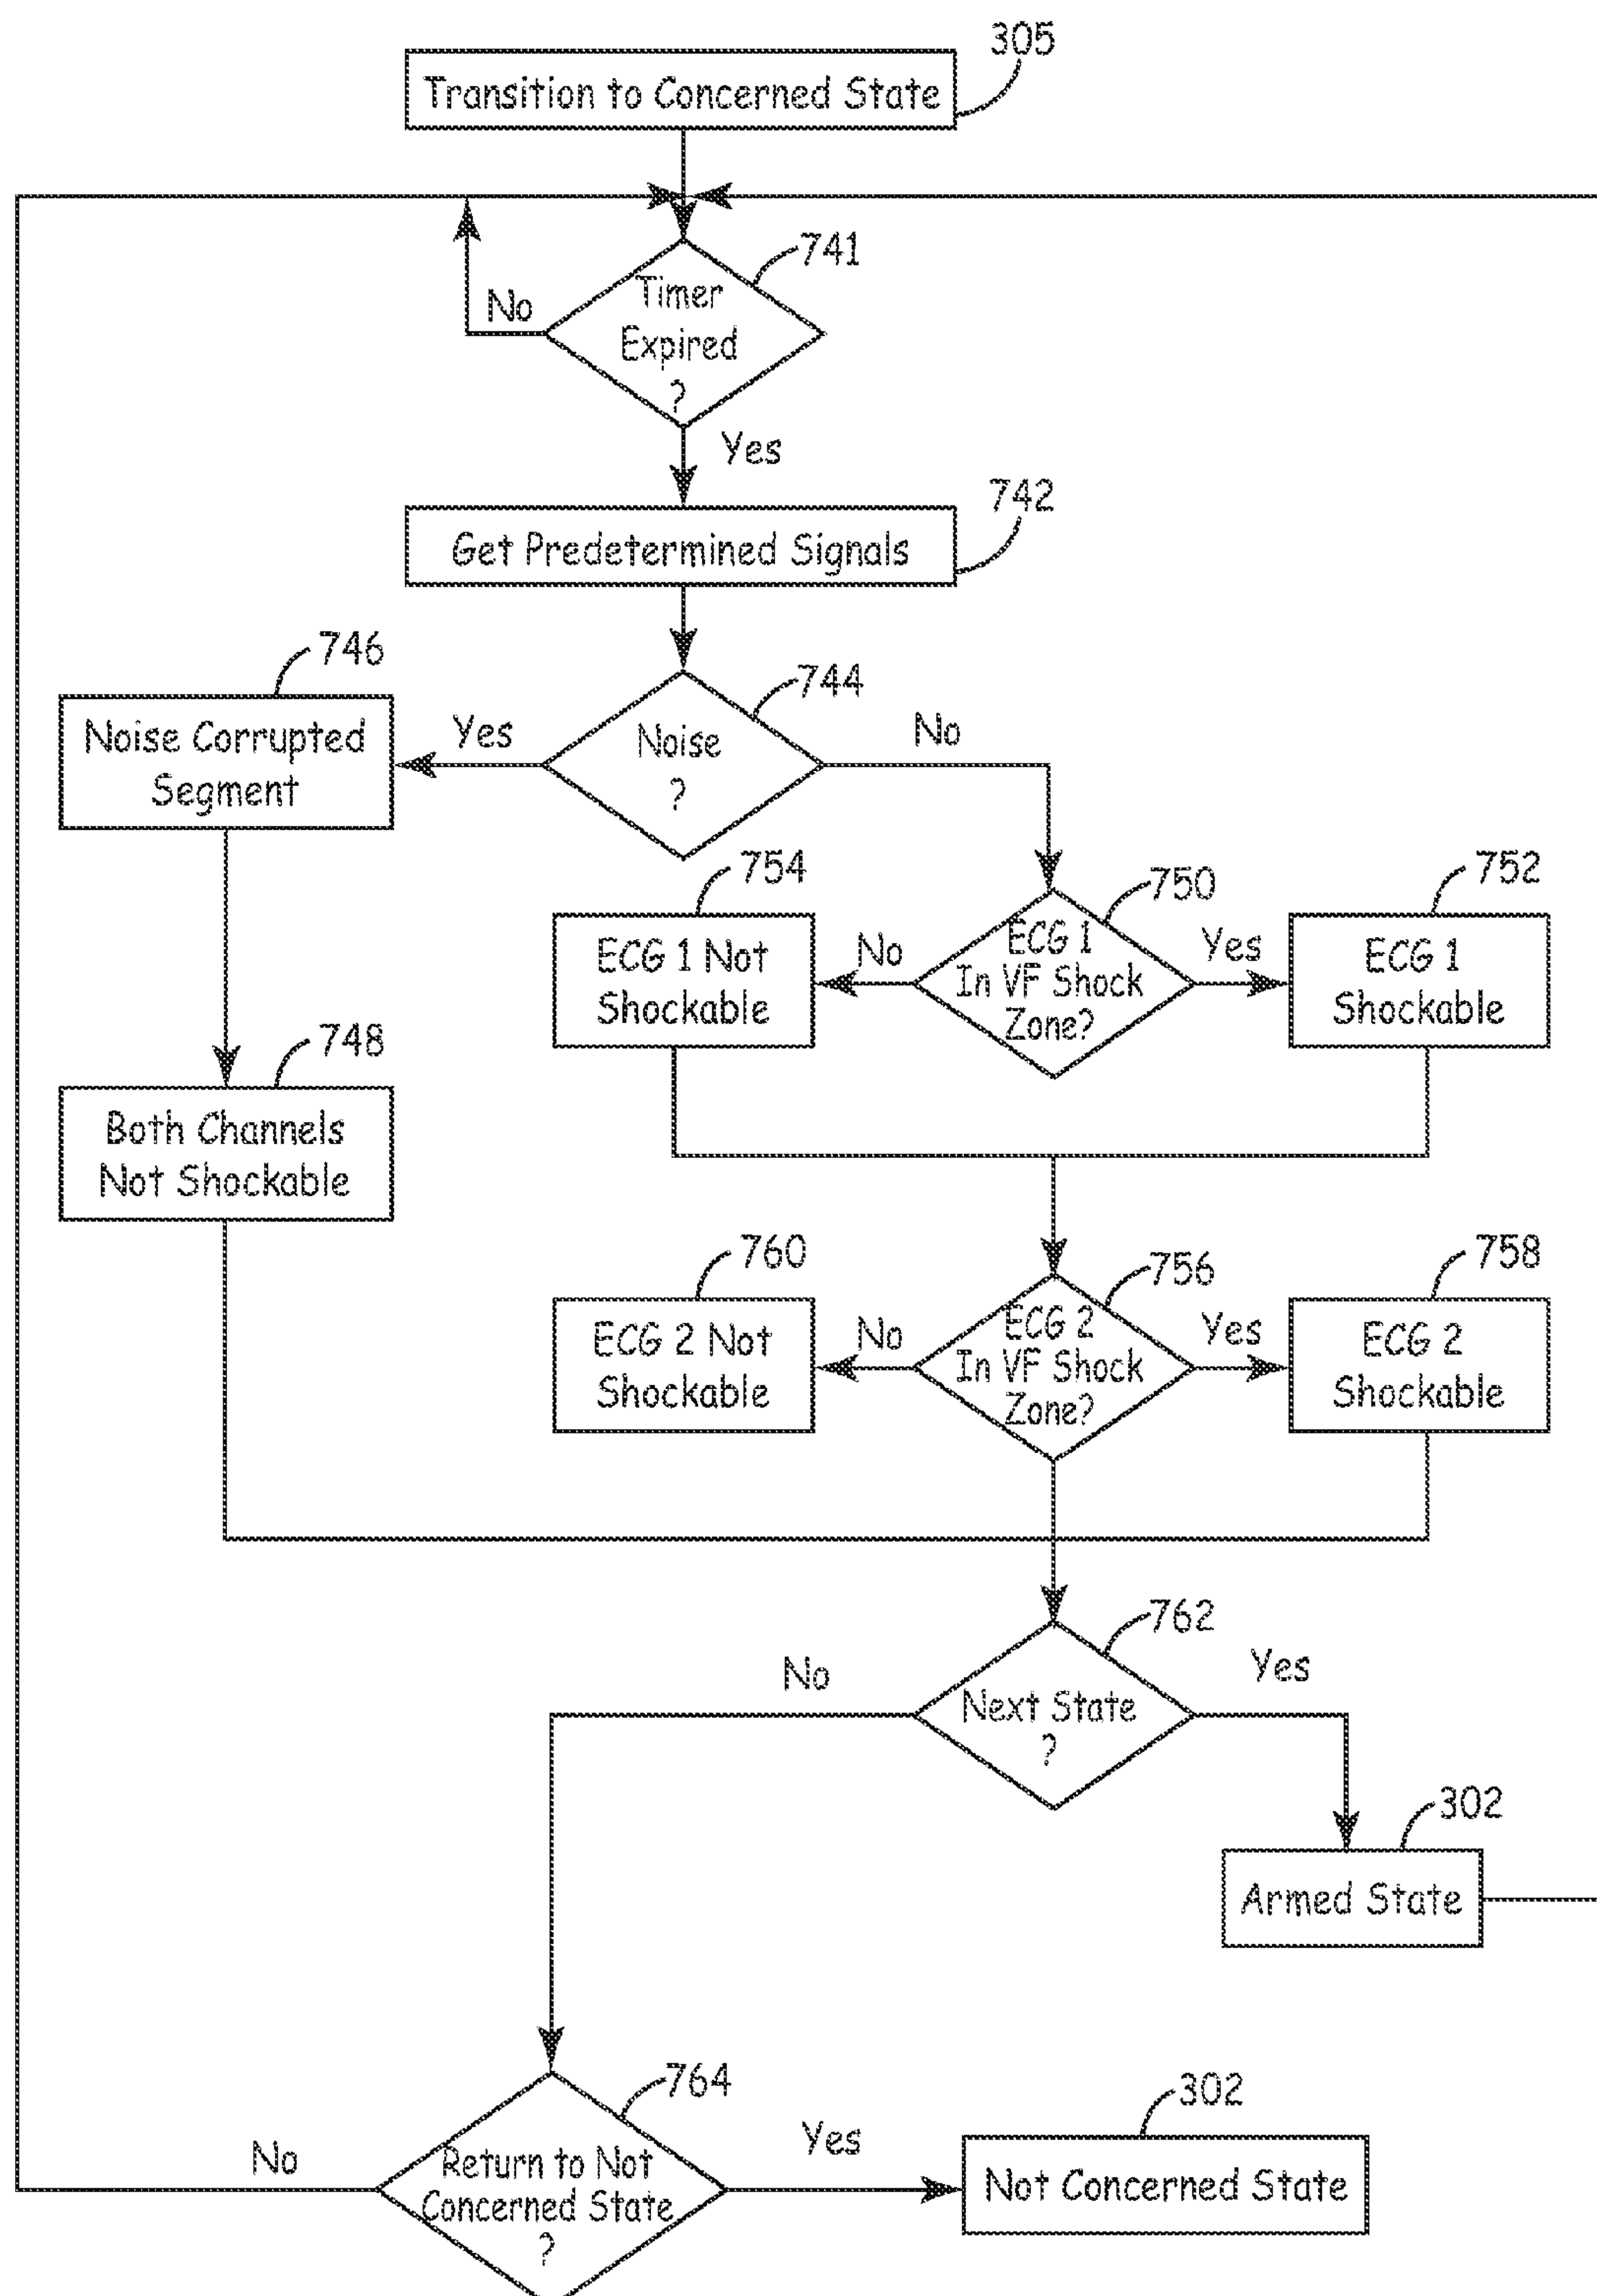 305
Transition to Concerned State
741
Timer
Expired
?
No
Yes
742
Get Predetermined Signals
746
744
Noise Corrupted
Segment
Yes
Noise
?
No
754
750
752
ECG 1 Not
Shockable
No
ECG 1
In VF Shock
Zone?
Yes
ECG 1
Shockable
748
Both Channels
Not Shockable
760
756
758
ECG 2 Not
Shockable
No
ECG 2
In VF Shock
Zone?
Yes
ECG 2
Shockable
762
No
Next State
?
Yes
302
Armed State
764
302
No
Return to Not
Concerned State
?
Yes
Not Concerned State